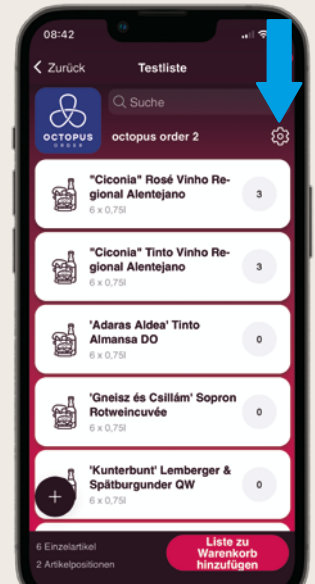 08:42
Zurück
Testliste
Suche
OCTOPUS
ORDER
octopus order 2
"Ciconia" Rosé Vinho Re-
gional Alentejano
3
6 x 0,75l
"Ciconia" Tinto Vinho Re-
gional Alentejano
3
6 x 0,75l
'Adaras Aldea' Tinto
Almansa DO
0
6 x 0,75l
'Gneisz és Csillám' Sopron
Rotweincuvée
0
6 x 0,75l
'Kunterbunt' Lemberger &
Spätburgunder QW
0
6 x 0,75l
6 Einzelartikel
2 Artikelpositionen
Liste zu
Warenkorb
hinzufügen